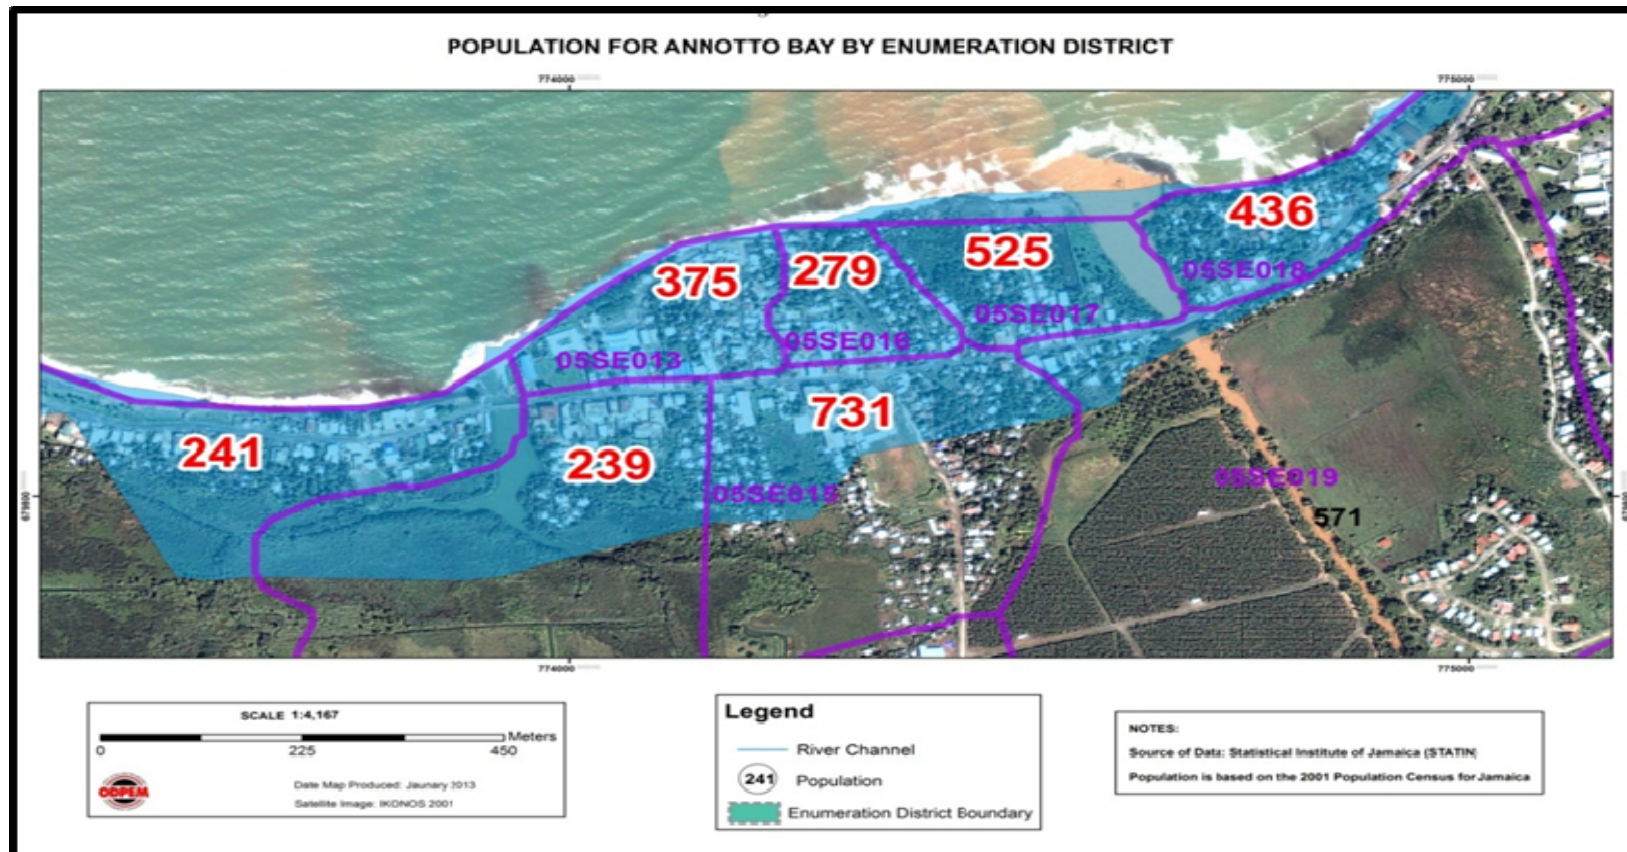 POPULATION FOR ANNOTTO BAY BY ENUMERATION DISTRICT
774000 775000
436
525
279
375
05SE018
05SE017
05SE016
05SE013
731
241
239
05SE015
05SE019
571
774000 775000
SCALE 1:4,167
Meters
0 225 450
Date Map Produced: Jaunary 2013
Satellite Image: IKONOS 2001
ODPEM
Legend
River Channel
241 Population
Enumeration District Boundary
NOTES:
Source of Data: Statistical Institute of Jamaica (STATIN)
Population is based on the 2001 Population Census for Jamaica